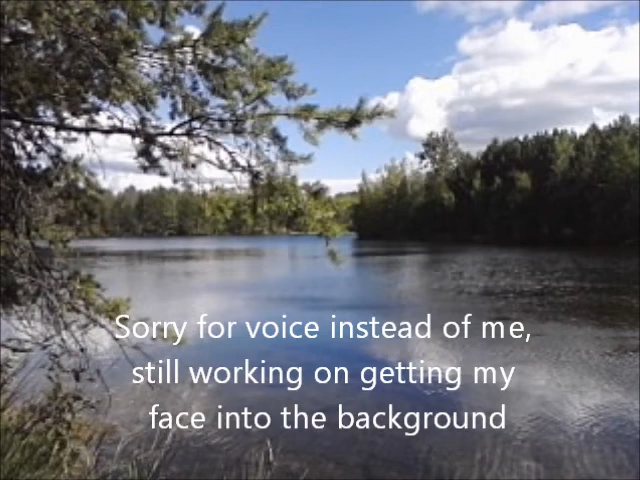 Sorry for voice instead of me,
still working on getting my
face into the background